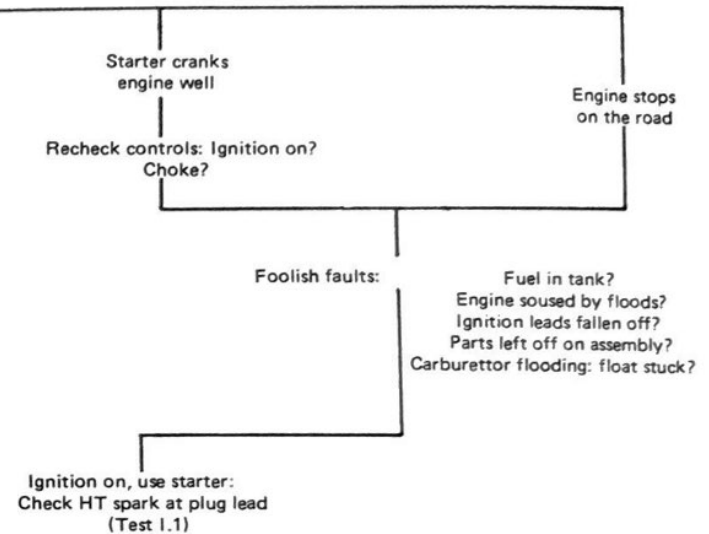 Starter cranks
engine well
Engine stops
on the road
Recheck controls: Ignition on?
Choke?
Foolish faults:
Fuel in tank?
Engine soused by floods?
Ignition leads fallen off?
Parts left off on assembly?
Carburettor flooding: float stuck?
Ignition on, use starter:
Check HT spark at plug lead
(Test I.1)